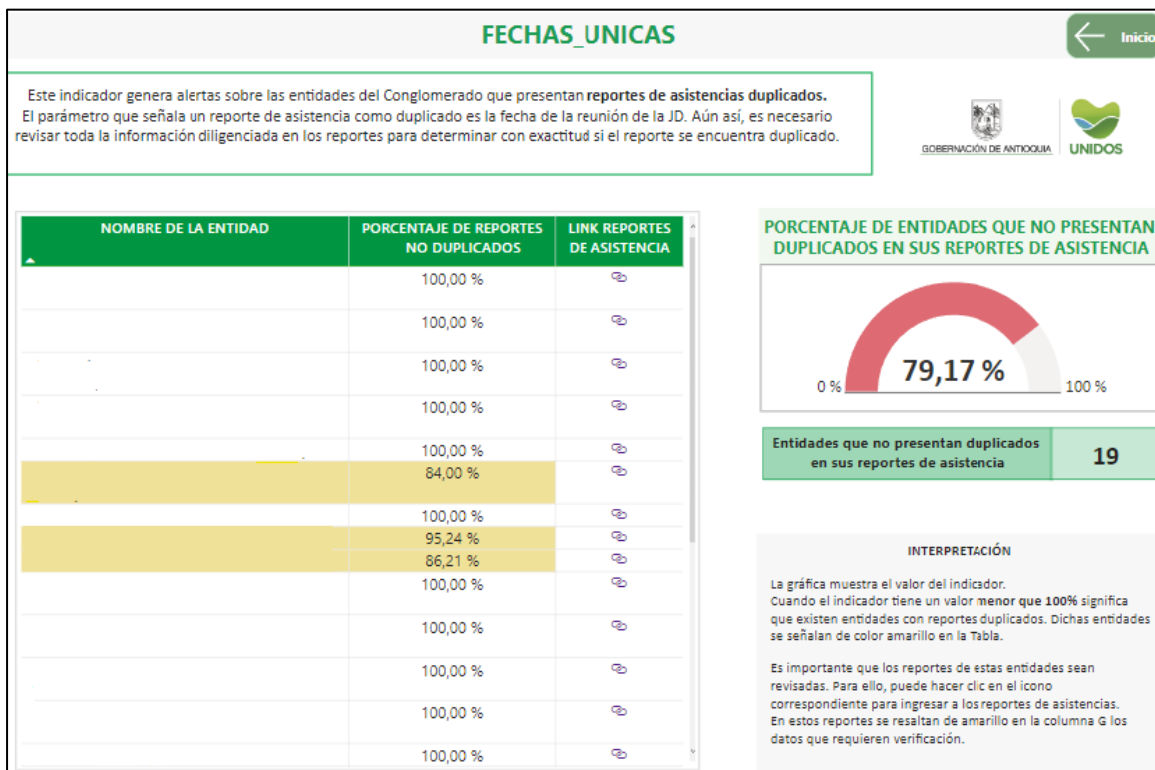 FECHAS_UNICAS
Inicio
Este indicador genera alertas sobre las entidades del Conglomerado que presentan reportes de asistencias duplicados.
El parámetro que señala un reporte de asistencia como duplicado es la fecha de la reunión de la JD. Aún así, es necesario
revisar toda la información diligenciada en los reportes para determinar con exactitud si el reporte se encuentra duplicado.
GOBERNACIÓN DE ANTIOQUIA
UNIDOS
NOMBRE DE LA ENTIDAD
PORCENTAJE DE REPORTES
NO DUPLICADOS
LINK REPORTES
DE ASISTENCIA
100,00 %
100,00 %
100,00 %
100,00 %
100,00 %
84,00 %
100,00 %
95,24 %
86,21 %
100,00 %
100,00 %
100,00 %
100,00 %
100,00 %
PORCENTAJE DE ENTIDADES QUE NO PRESENTAN
DUPLICADOS EN SUS REPORTES DE ASISTENCIA
79,17 %
0 %
100 %
Entidades que no presentan duplicados
en sus reportes de asistencia
19
INTERPRETACIÓN
La gráfica muestra el valor del indicador.
Cuando el indicador tiene un valor menor que 100% significa
que existen entidades con reportes duplicados. Dichas entidades
se señalan de color amarillo en la Tabla.
Es importante que los reportes de estas entidades sean
revisadas. Para ello, puede hacer clic en el icono
correspondiente para ingresar a los reportes de asistencias.
En estos reportes se resaltan de amarillo en la columna G los
datos que requieren verificación.